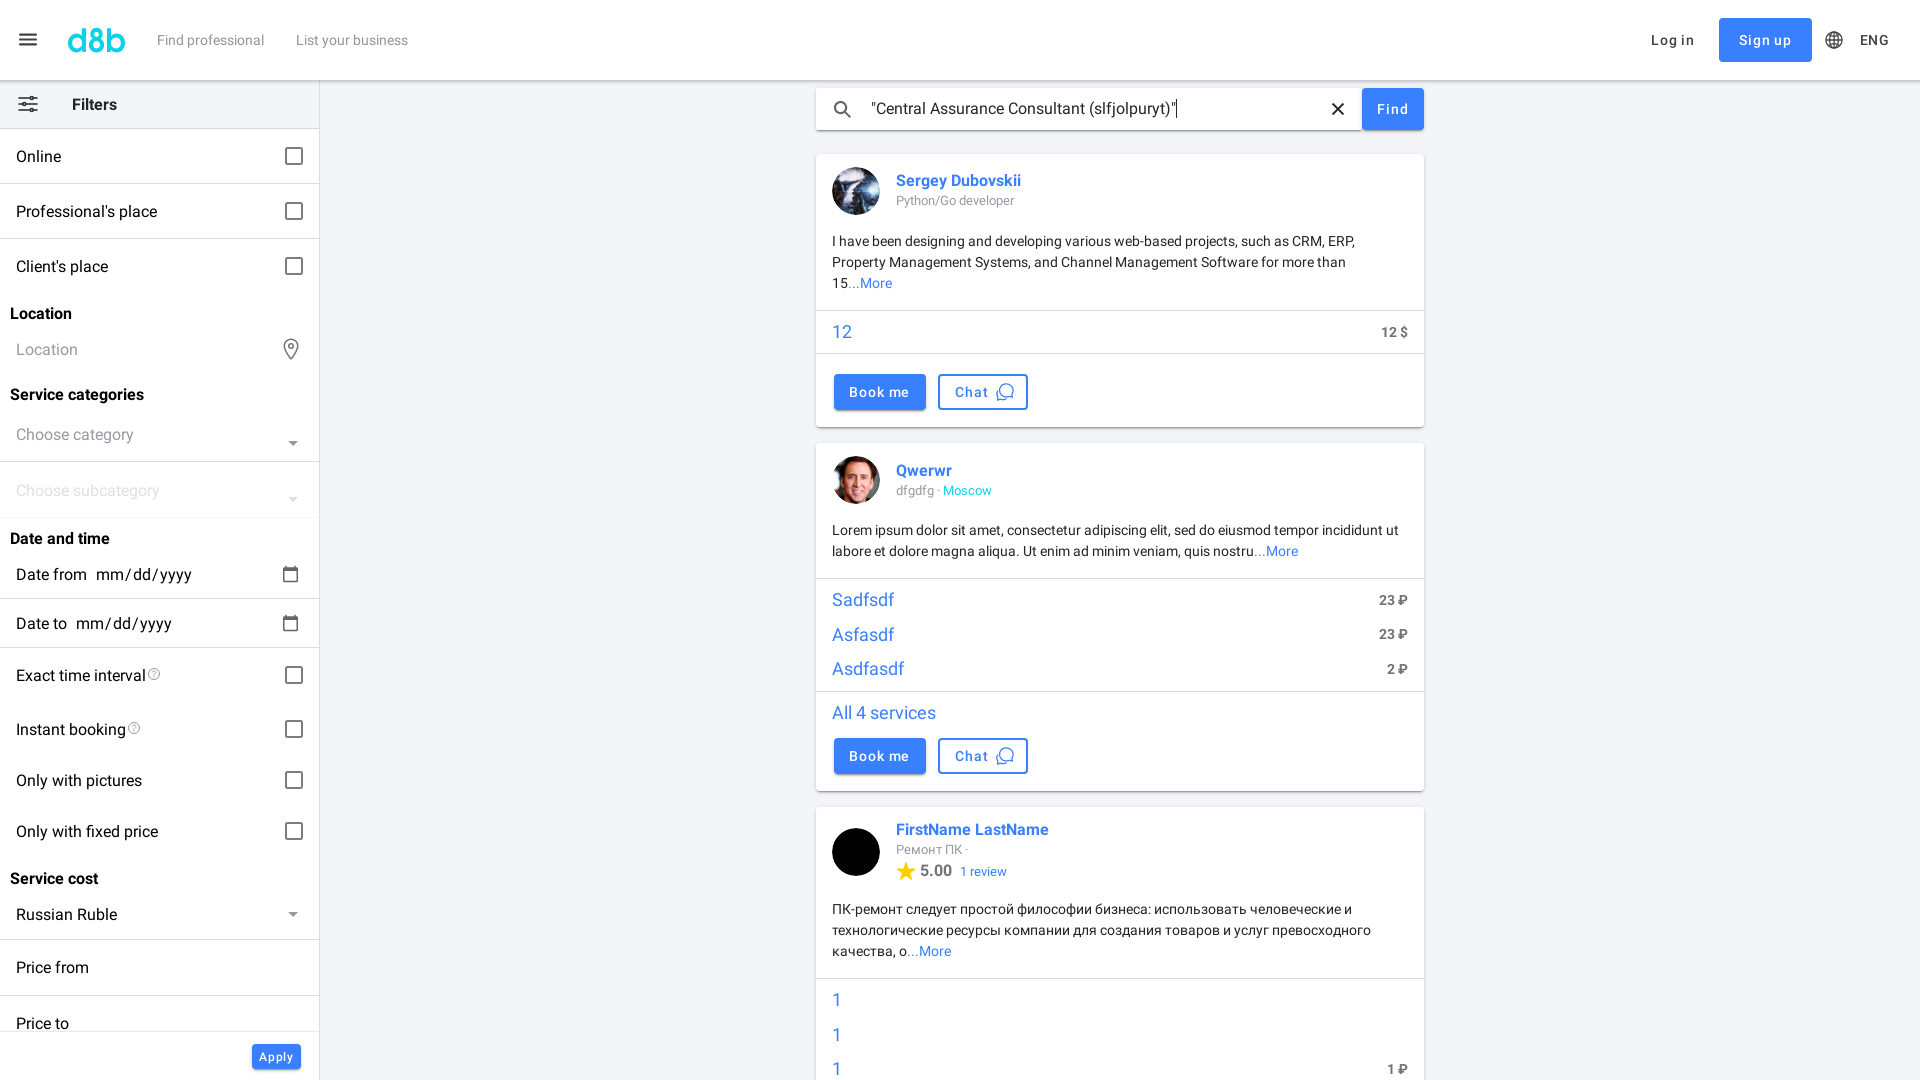 d8b
Find professional
List your business
Log in
Sign up
ENG
Filters
Online
Professional's place
Client's place
Location
Location
Service categories
Choose category
Choose subcategory
Date and time
Date from mm/dd/yyyy
Date to mm/dd/yyyy
Exact time interval
Instant booking
Only with pictures
Only with fixed price
Service cost
Russian Ruble
Price from
Price to
Apply
"Central Assurance Consultant (slfjolpuryt)"
Find
Sergey Dubovskii
Python/Go developer
I have been designing and developing various web-based projects, such as CRM, ERP,
Property Management Systems, and Channel Management Software for more than
15...More
12 12 $
Book me Chat
Qwerwr
dfgdfg · Moscow
Lorem ipsum dolor sit amet, consectetur adipiscing elit, sed do eiusmod tempor incididunt ut
labore et dolore magna aliqua. Ut enim ad minim veniam, quis nostru...More
Sadfsdf 23 ₽
Asfasdf 23 ₽
Asdfasdf 2 ₽
All 4 services
Book me Chat
FirstName LastName
Ремонт ПК ·
5.00 1 review
ПК-ремонт следует простой философии бизнеса: использовать человеческие и
технологические ресурсы компании для создания товаров и услуг превосходного
качества, о...More
1
1
1 1 ₽